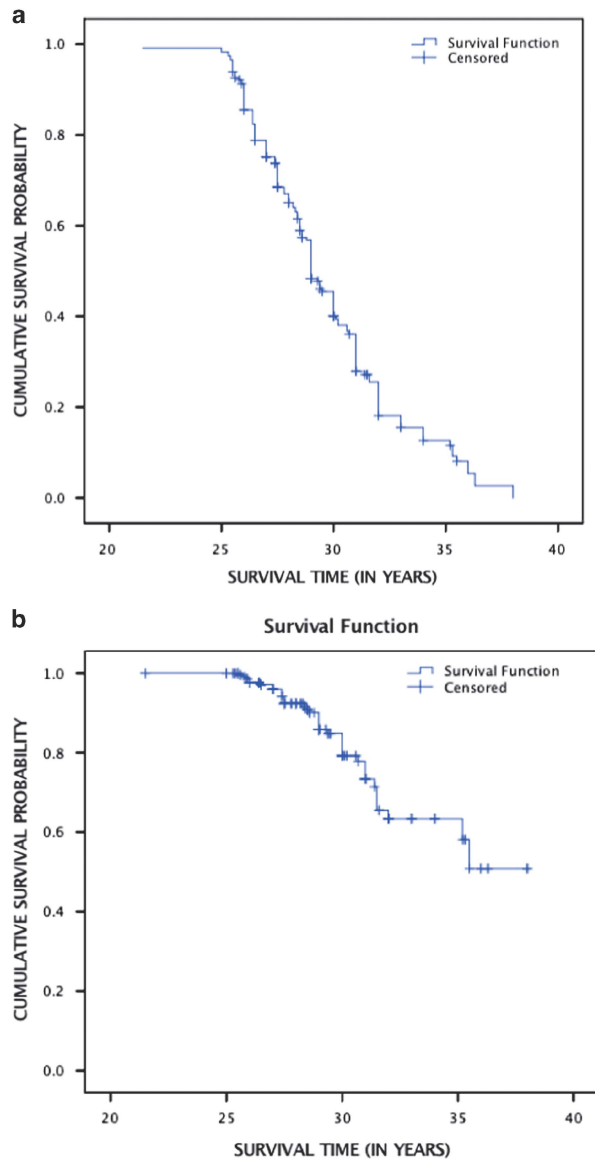 a
Survival Function
Censored
1.0
0.8
0.6
0.4
0.2
0.0
CUMULATIVE SURVIVAL PROBABILITY
20 25 30 35 40
SURVIVAL TIME (IN YEARS)
b
Survival Function
Survival Function
Censored
1.0
0.8
0.6
0.4
0.2
0.0
CUMULATIVE SURVIVAL PROBABILITY
20 25 30 35 40
SURVIVAL TIME (IN YEARS)